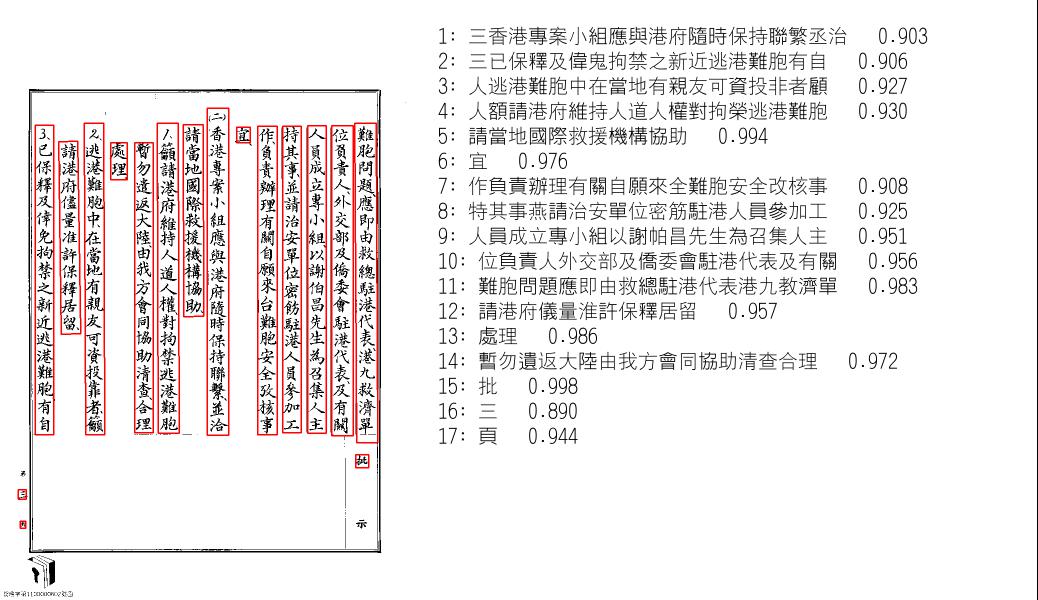 難胞問題應即由救總駐港代表港九救濟單
位負責人外交部及僑委會駐港代表及有關
人員成立專小組以謝伯昌先生為召集人主
持其事並請治安單位密飭駐港人員參加工
作負責辦理有關自願來台難胞安全攷核事
宜
(二)香港專案小組應與港府隨時保持聯繫並洽
請當地國際救援機構協助
1.籲請港府維持人道人權對拘禁逃港難胞
暫勿遣返大陸由我方會同協助清查合理
處理
2.逃港難胞中在當地有親友可資投靠者籲
請港府儘量准許保釋居留
3.已保釋及倖免拘禁之新近逃港難胞有自
批示
第三頁
1: 三香港專案小組應與港府隨時保持聯繁丞治 0.903
2: 三已保釋及偉鬼拘禁之新近逃港難胞有自 0.906
3: 人逃港難胞中在當地有親友可資投非者顧 0.927
4: 人額請港府維持人道人權對拘榮逃港難胞 0.930
5: 請當地國際救援機構協助 0.994
6: 宜 0.976
7: 作負責辦理有關自願來全難胞安全改核事 0.908
8: 特其事燕請治安單位密筋駐港人員參加工 0.925
9: 人員成立專小組以謝帕昌先生為召集人主 0.951
10: 位負責人外交部及僑委會駐港代表及有關 0.956
11: 難胞問題應即由救總駐港代表港九教濟單 0.983
12: 請港府儀量淮許保釋居留 0.957
13: 處理 0.986
14: 暫勿遺返大陸由我方會同協助清查合理 0.972
15: 批 0.998
16: 三 0.890
17: 頁 0.944